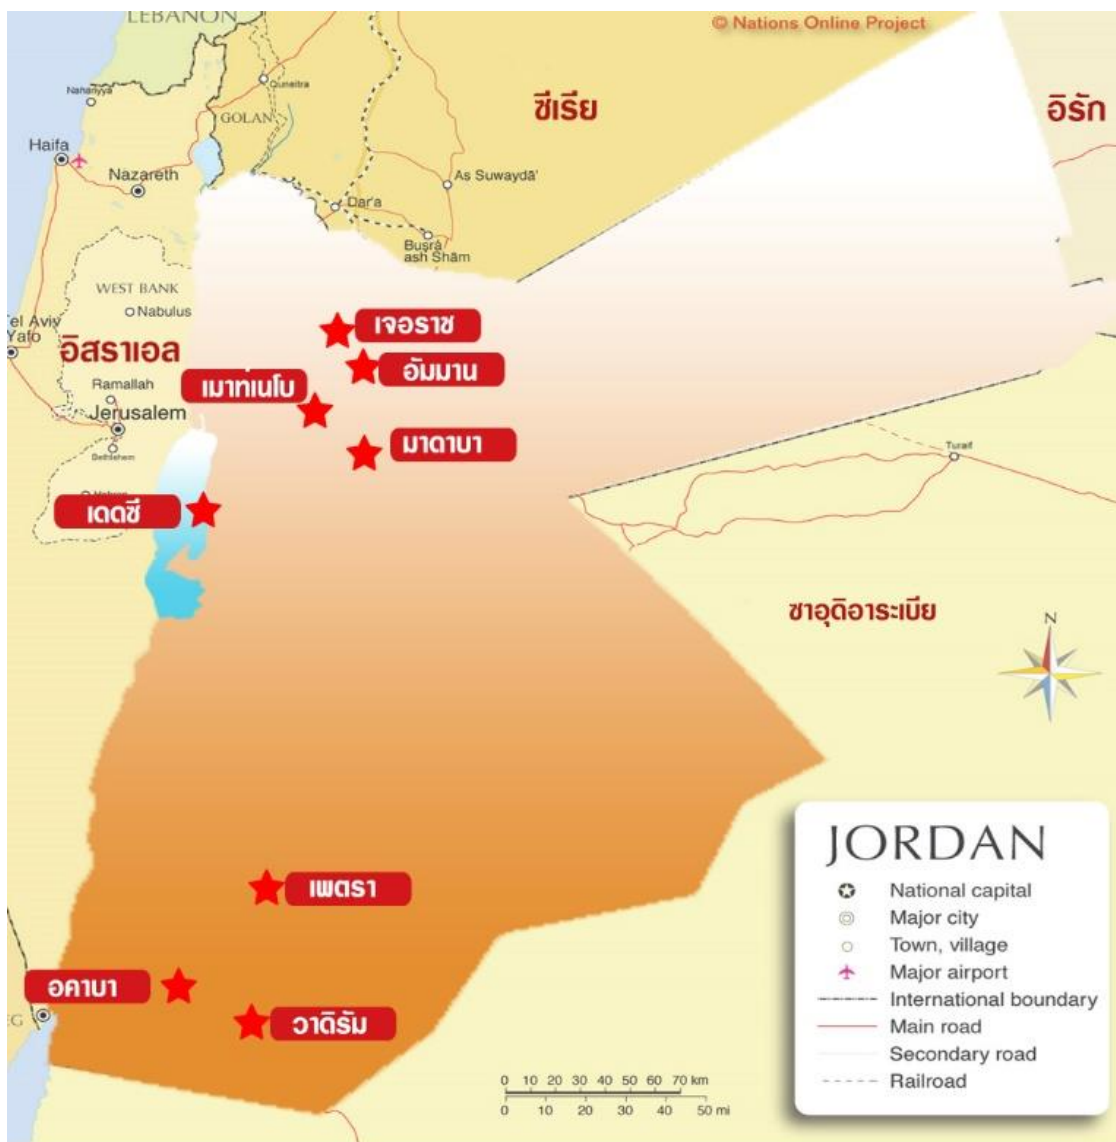 LEBANON
© Nations Online Project
Nahariyya
Quneitra
GOLAN
ซีเรีย
อิรัก
Haifa
Nazareth
As Suwaydā'
Dar'a
Buşrá
ash Shām
WEST BANK
Nabulus
el Aviv
Yafo
อิสราเอล
เจอราช
อัมมาน
เมาท์เนโบ
Ramallah
Jerusalem
Bethlehem
มาดาบา
Turaif
Hebron
เดดซี
ซาอุดิอาระเบีย
N
เพตรา
อคาบา
วาดิรัม
JORDAN
National capital
Major city
Town, village
Major airport
International boundary
Main road
Secondary road
Railroad
0 10 20 30 40 50 60 70 km
0 10 20 30 40 50 mi